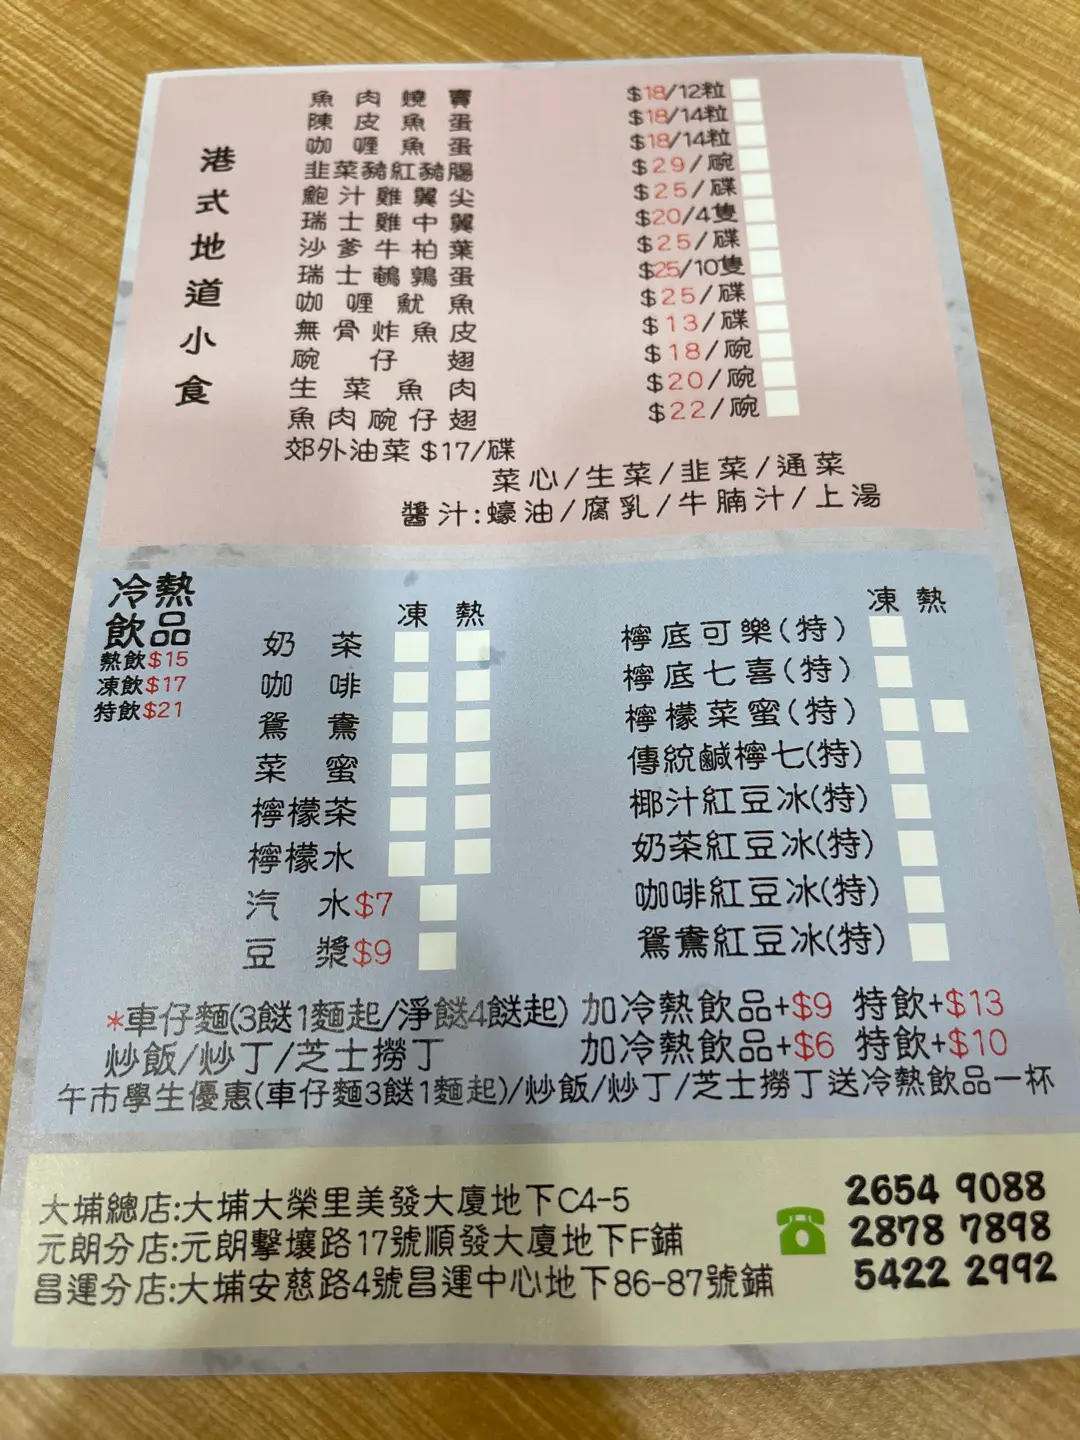 港式地道小食
魚肉燒賣 $18/12粒
陳皮魚蛋 $18/14粒
咖喱魚蛋 $18/14粒
韭菜豬紅豬腸 $29/碗
鮑汁雞翼尖 $25/碟
瑞士雞中翼 $20/4隻
沙爹牛柏葉 $25/碟
瑞士鵪鶉蛋 $25/10隻
咖喱魷魚 $25/碟
無骨炸魚皮 $13/碟
碗仔翅 $18/碗
生菜魚肉 $20/碗
魚肉碗仔翅 $22/碗
郊外油菜 $17/碟
菜心/生菜/韭菜/通菜
醬汁:蠔油/腐乳/牛腩汁/上湯
冷熱
飲品
熱飲$15
凍飲$17
特飲$21
凍 熱
奶茶
咖啡
鴛鴦
菜蜜
檸檬茶
檸檬水
汽水$7
豆漿$9
凍 熱
檸底可樂(特)
檸底七喜(特)
檸檬菜蜜(特)
傳統鹹檸七(特)
椰汁紅豆冰(特)
奶茶紅豆冰(特)
咖啡紅豆冰(特)
鴛鴦紅豆冰(特)
*車仔麵(3餸1麵起/淨餸4餸起) 加冷熱飲品+$9 特飲+$13
炒飯/炒丁/芝士撈丁 加冷熱飲品+$6 特飲+$10
午市學生優惠(車仔麵3餸1麵起)/炒飯/炒丁/芝士撈丁送冷熱飲品一杯
大埔總店:大埔大榮里美發大廈地下C4-5
元朗分店:元朗擊壤路17號順發大廈地下F鋪
昌運分店:大埔安慈路4號昌運中心地下86-87號鋪
2654 9088
2878 7898
5422 2992